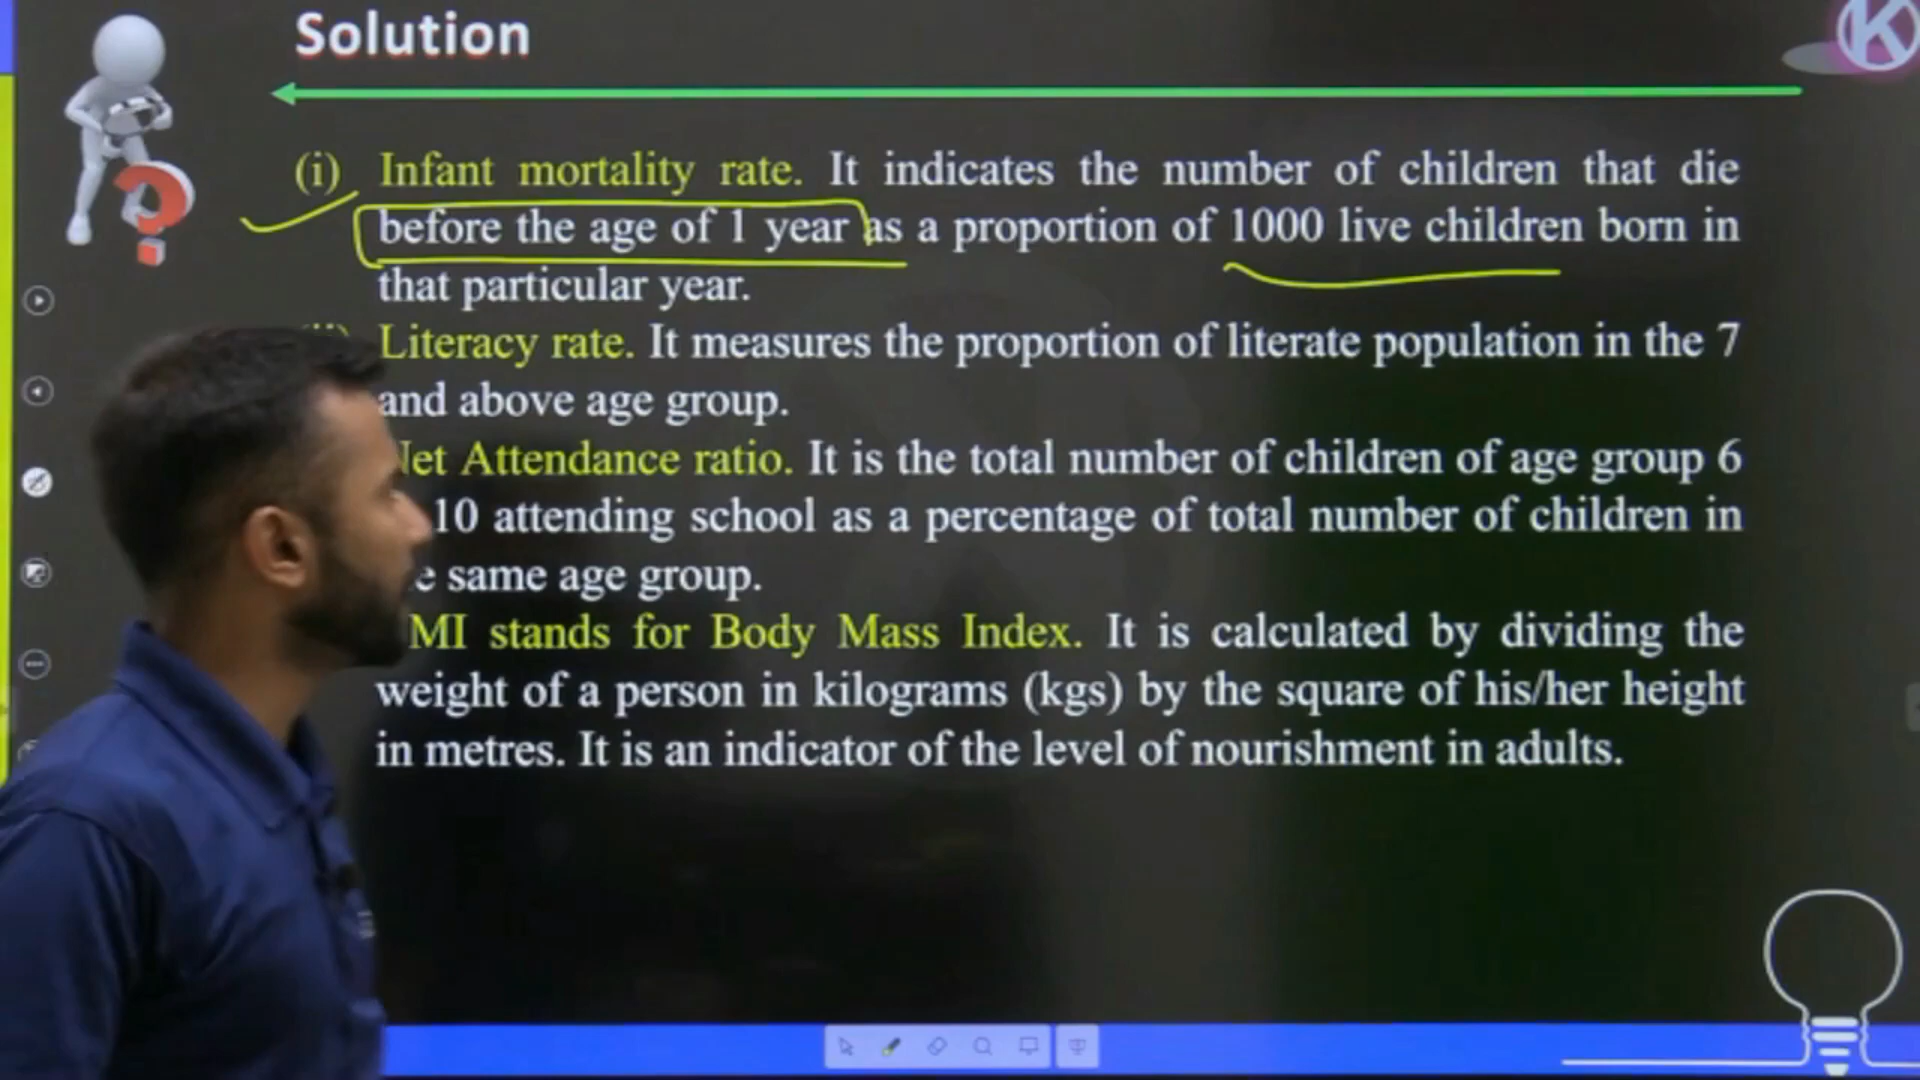 Solution
K
(i) Infant mortality rate. It indicates the number of children that die
before the age of 1 year as a proportion of 1000 live children born in
that particular year.
Literacy rate. It measures the proportion of literate population in the 7
and above age group.
Net Attendance ratio. It is the total number of children of age group 6
10 attending school as a percentage of total number of children in
same age group.
MI stands for Body Mass Index. It is calculated by dividing the
weight of a person in kilograms (kgs) by the square of his/her height
in metres. It is an indicator of the level of nourishment in adults.